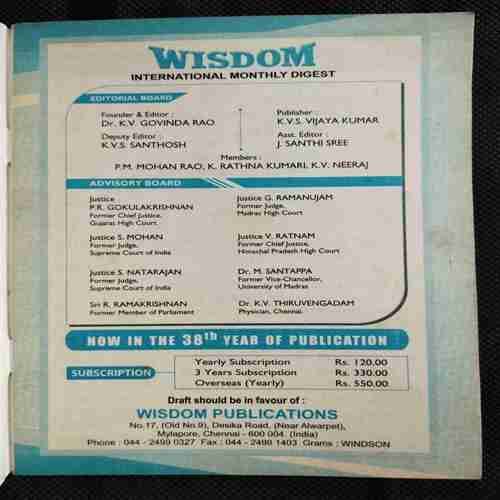 WISDOM
INTERNATIONAL MONTHLY DIGEST
EDITORIAL BOARD
Founder & Editor :
Dr. K.V. GOVINDA RAO
Publisher :
K.V.S. VIJAYA KUMAR
Deputy Editor :
K.V.S. SANTHOSH
Asst. Editor :
J. SANTHI SREE
Members :
P.M. MOHAN RAO, K. RATHNA KUMARI, K.V. NEERAJ
ADVISORY BOARD
Justice
P.R. GOKULAKRISHNAN
Former Chief Justice,
Gujarat High Court.
Justice G. RAMANUJAM
Former Judge,
Madras High Court
Justice S. MOHAN
Former Judge,
Supreme Court of India
Justice V. RATNAM
Former Chief Justice,
Himachal Pradesh High Court
Justice S. NATARAJAN
Former Judge,
Supreme Court of India
Dr. M. SANTAPPA
Former Vice-Chancellor,
University of Madras
Sri R. RAMAKRISHNAN
Former Member of Parliament
Dr. K.V. THIRUVENGADAM
Physician, Chennai.
NOW IN THE 38th YEAR OF PUBLICATION
SUBSCRIPTION
Yearly Subscription Rs. 120.00
3 Years Subscription Rs. 330.00
Overseas (Yearly) Rs. 550.00
Draft should be in favour of :
WISDOM PUBLICATIONS
No.17, (Old No.9), Desika Road, (Near Alwarpet),
Mylapore, Chennai - 600 004. (India)
Phone : 044 - 2499 0327 Fax : 044 - 2498 1403 Grams : WINDSON